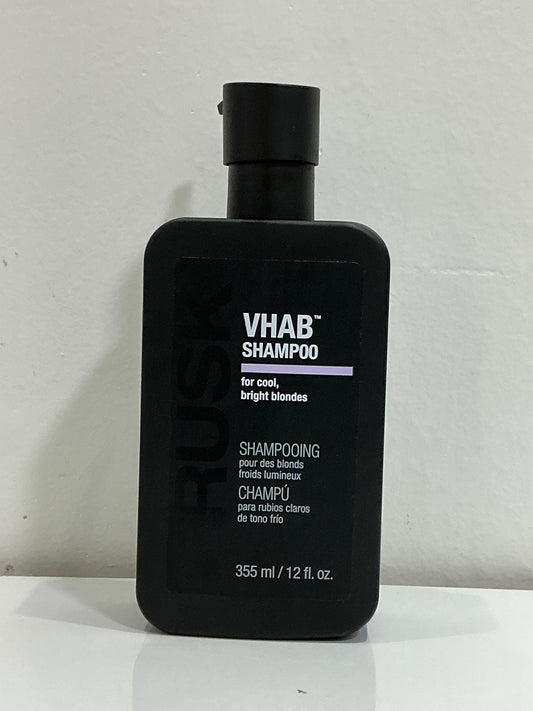 RUSK
VHAB™
SHAMPOO
for cool,
bright blondes
SHAMPOOING
pour des blonds
froids lumineux
CHAMPÚ
para rubios claros
de tono frío
355 ml / 12 fl. oz.